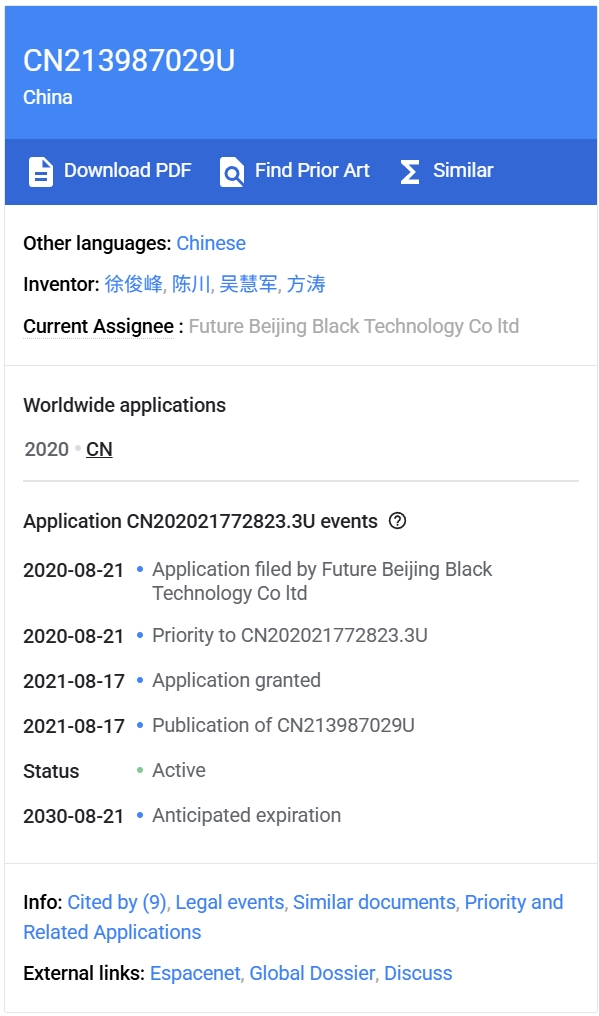 CN213987029U
China
Download PDF Find Prior Art Similar
Other languages: Chinese
Inventor: 徐俊峰, 陈川, 吴慧军, 方涛
Current Assignee : Future Beijing Black Technology Co ltd
Worldwide applications
2020 • CN
Application CN202021772823.3U events
2020-08-21 • Application filed by Future Beijing Black
Technology Co ltd
2020-08-21 • Priority to CN202021772823.3U
2021-08-17 • Application granted
2021-08-17 • Publication of CN213987029U
Status • Active
2030-08-21 • Anticipated expiration
Info: Cited by (9), Legal events, Similar documents, Priority and
Related Applications
External links: Espacenet, Global Dossier, Discuss